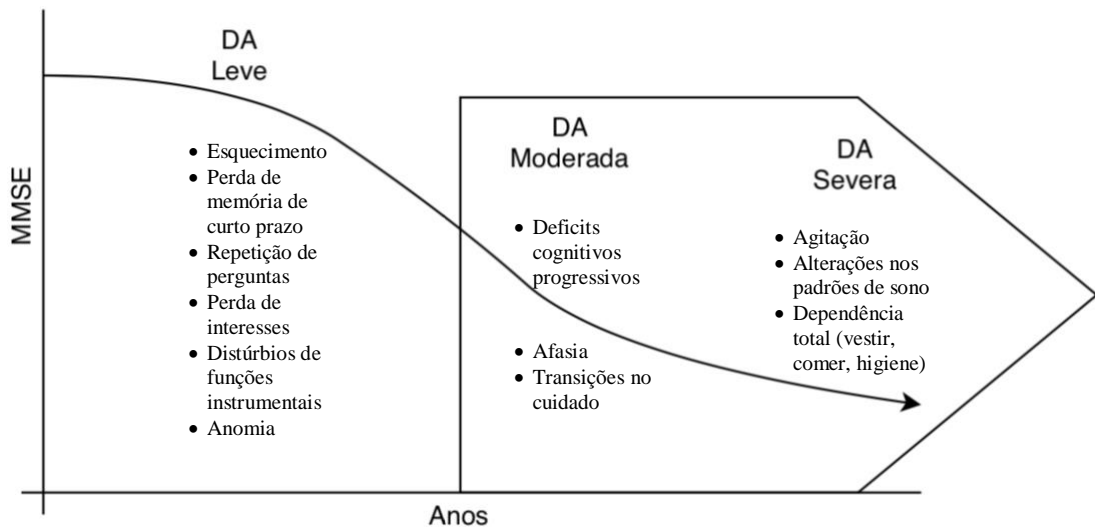 DA
Leve
• Esquecimento
• Perda de
memória de
curto prazo
• Repetição de
perguntas
• Perda de
interesses
• Distúrbios de
funções
instrumentais
• Anomia
DA
Moderada
• Deficits
cognitivos
progressivos
• Afasia
• Transições no
cuidado
DA
Severa
• Agitação
• Alterações nos
padrões de sono
• Dependência
total (vestir,
comer, higiene)
MMSE
Anos